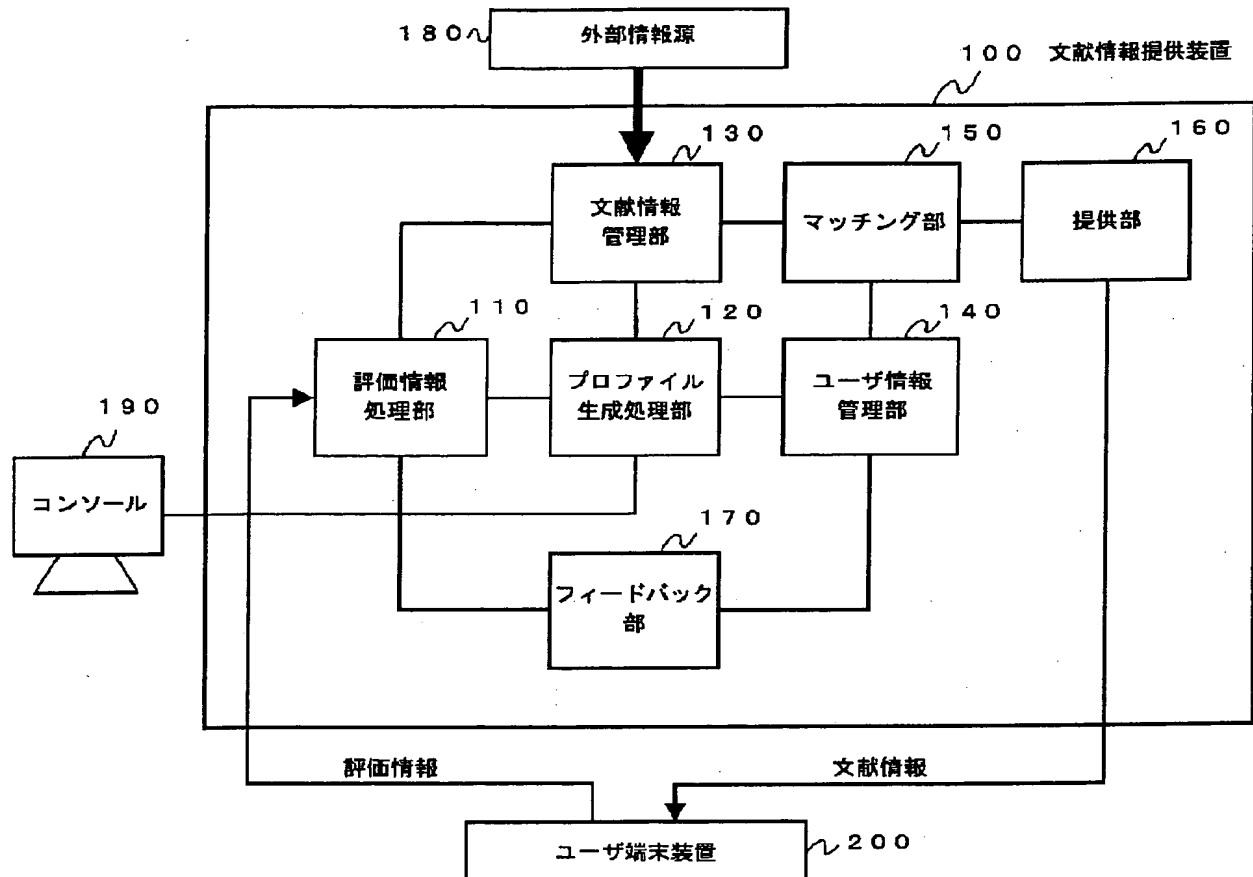 180
外部情報源
100 文献情報提供装置
130
150
160
文献情報
管理部
マッチング部
提供部
110
120
140
評価情報
処理部
プロファイル
生成処理部
ユーザ情報
管理部
190
コンソール
170
フィードバック
部
評価情報
文献情報
ユーザ端末装置
200